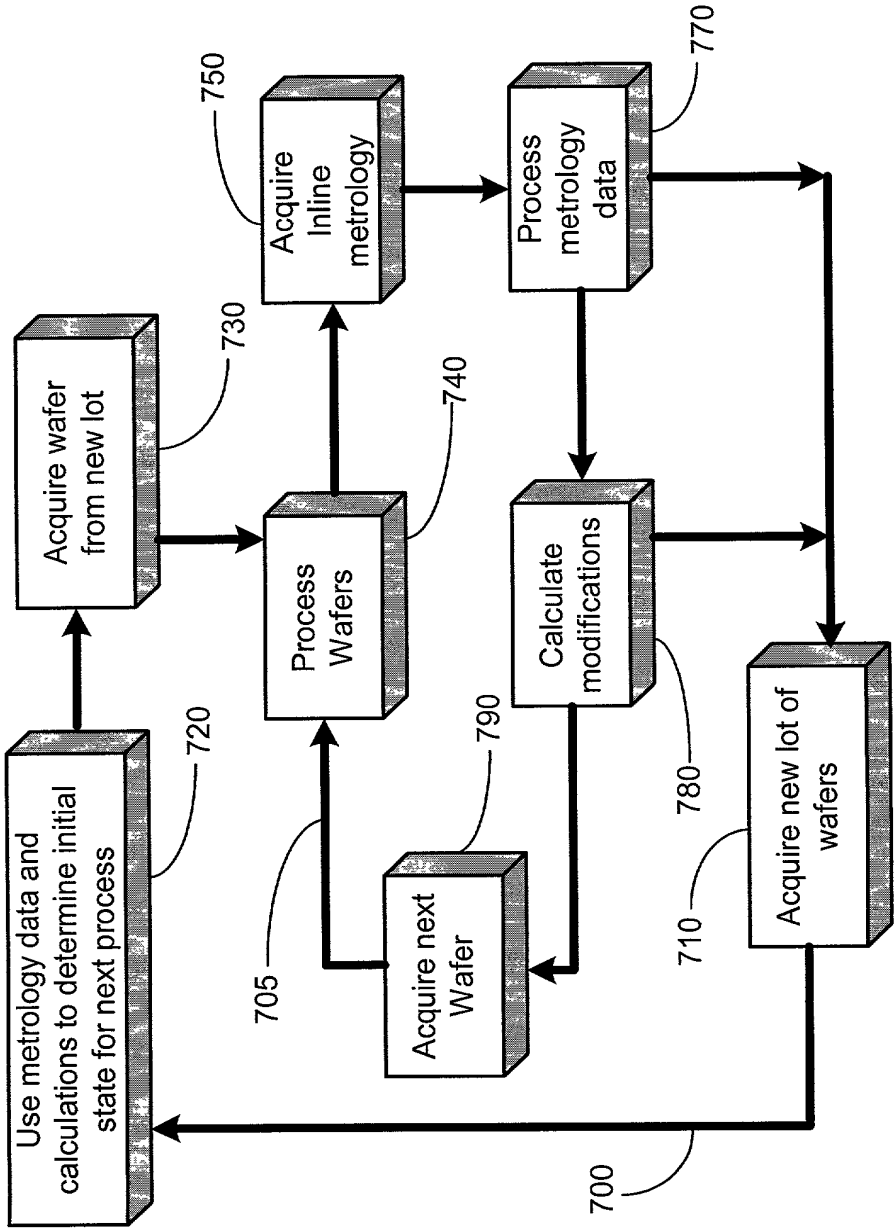 Use metrology data and
calculations to determine initial
state for next process
720
Acquire wafer
from new lot
730
Process
Wafers
740
Acquire
Inline
metrology
750
Process
metrology
data
770
Calculate
modifications
780
Acquire next
Wafer
790
705
Acquire new lot of
wafers
710
700